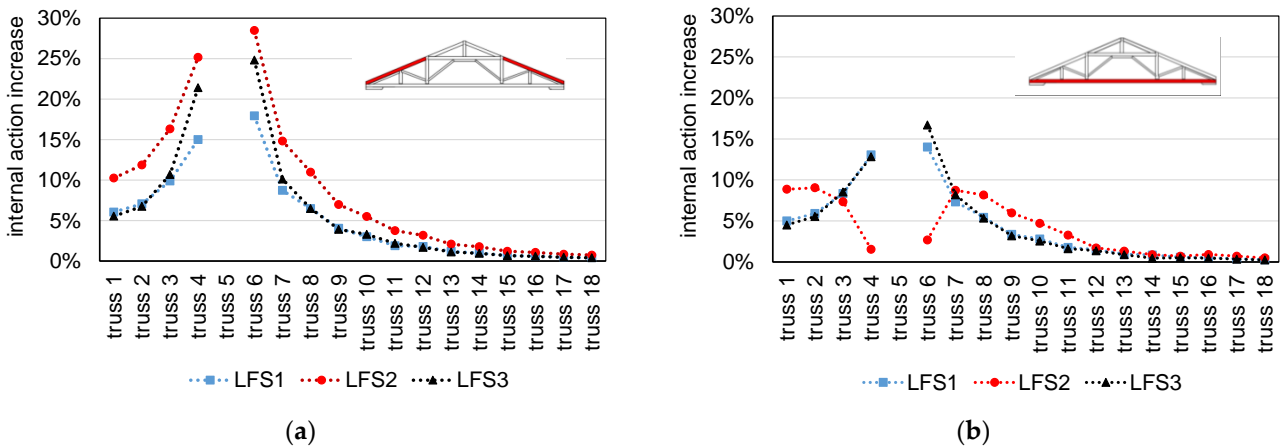 internal action increase
30%
25%
20%
15%
10%
5%
0%
truss 1
truss 2
truss 3
truss 4
truss 5
truss 6
truss 7
truss 8
truss 9
truss 10
truss 11
truss 12
truss 13
truss 14
truss 15
truss 16
truss 17
truss 18
LFS1 LFS2 LFS3
(a)
internal action increase
30%
25%
20%
15%
10%
5%
0%
truss 1
truss 2
truss 3
truss 4
truss 5
truss 6
truss 7
truss 8
truss 9
truss 10
truss 11
truss 12
truss 13
truss 14
truss 15
truss 16
truss 17
truss 18
LFS1 LFS2 LFS3
(b)